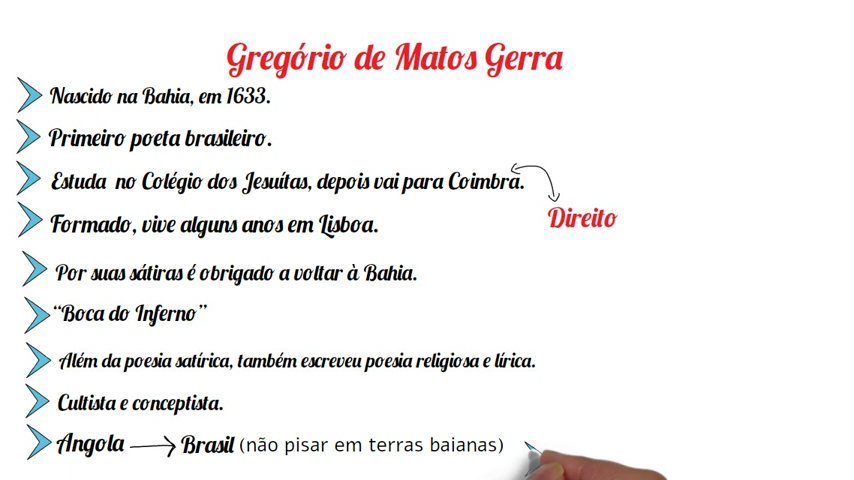 Gregório de Matos Gerra
Nascido na Bahia, em 1633.
Primeiro poeta brasileiro.
Estuda no Colégio dos Jesuítas, depois vai para Coimbra.
Direito
Formado, vive alguns anos em Lisboa.
Por suas sátiras é obrigado a voltar à Bahia.
“Boca do Inferno”
Além da poesia satírica, também escreveu poesia religiosa e lírica.
Cultista e conceptista.
Angola Brasil (não pisar em terras baianas)